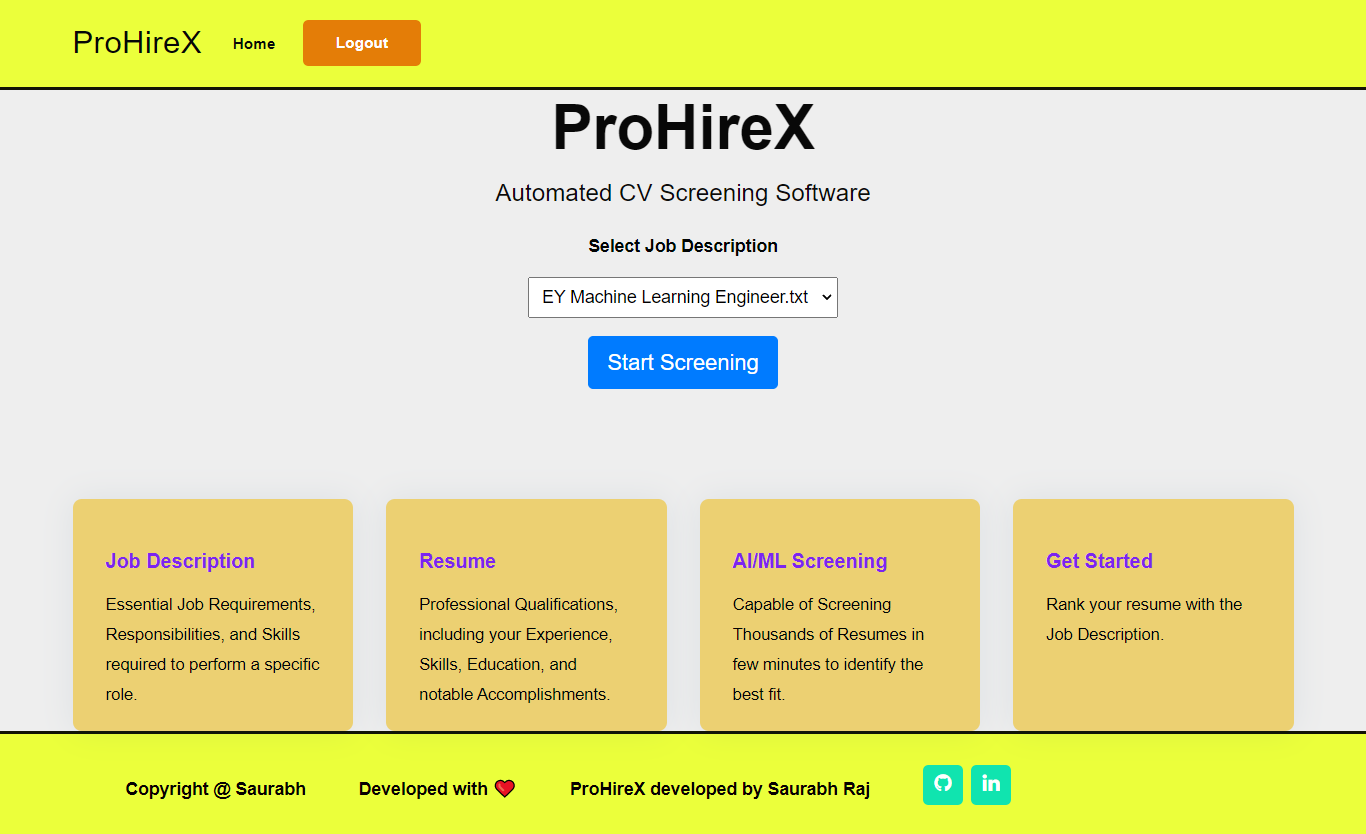 ProHireX Home Logout
ProHireX
Automated CV Screening Software
Select Job Description
EY Machine Learning Engineer.txt
Start Screening
Job Description
Essential Job Requirements,
Responsibilities, and Skills
required to perform a specific
role.
Resume
Professional Qualifications,
including your Experience,
Skills, Education, and
notable Accomplishments.
AI/ML Screening
Capable of Screening
Thousands of Resumes in
few minutes to identify the
best fit.
Get Started
Rank your resume with the
Job Description.
Copyright @ Saurabh Developed with ❤ ProHireX developed by Saurabh Raj in